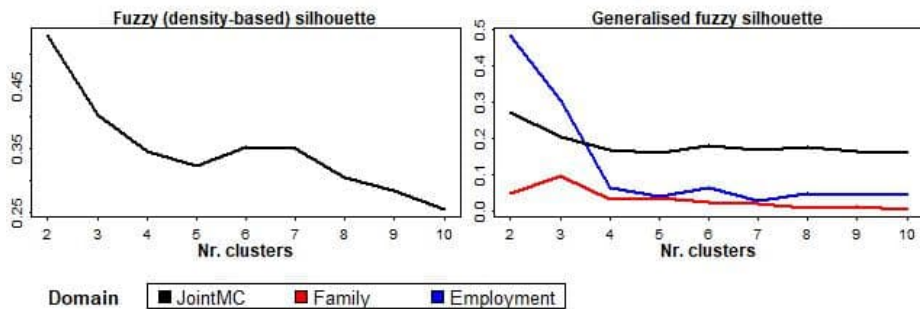 Fuzzy (density-based) silhouette
0.45
0.35
0.25
2 3 4 5 6 7 8 9 10
Nr. clusters
Generalised fuzzy silhouette
0.5
0.4
0.3
0.2
0.1
0.0
2 3 4 5 6 7 8 9 10
Nr. clusters
Domain JointMC Family Employment